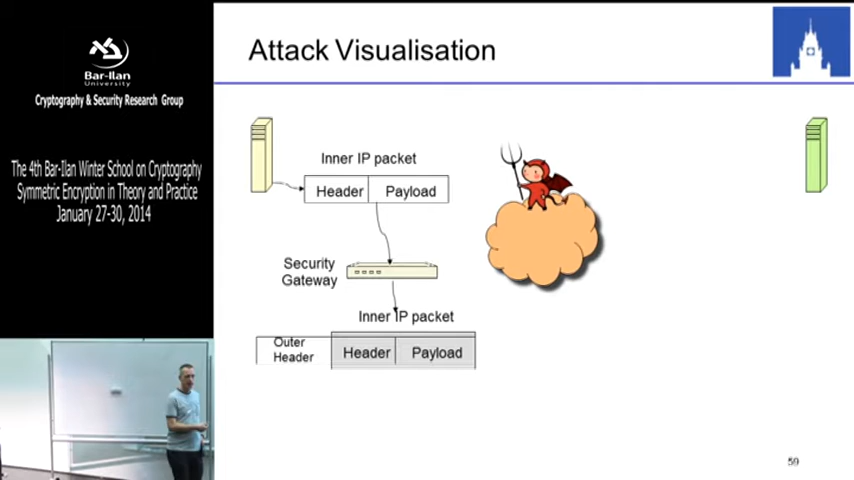 Bar-Ilan
University
Cryptography & Security Research Group
The 4th Bar-Ilan Winter School on Cryptography
Symmetric Encryption in Theory and Practice
January 27-30, 2014
Attack Visualisation
Inner IP packet
Header
Payload
Security
Gateway
Inner IP packet
Outer
Header
Header
Payload
59